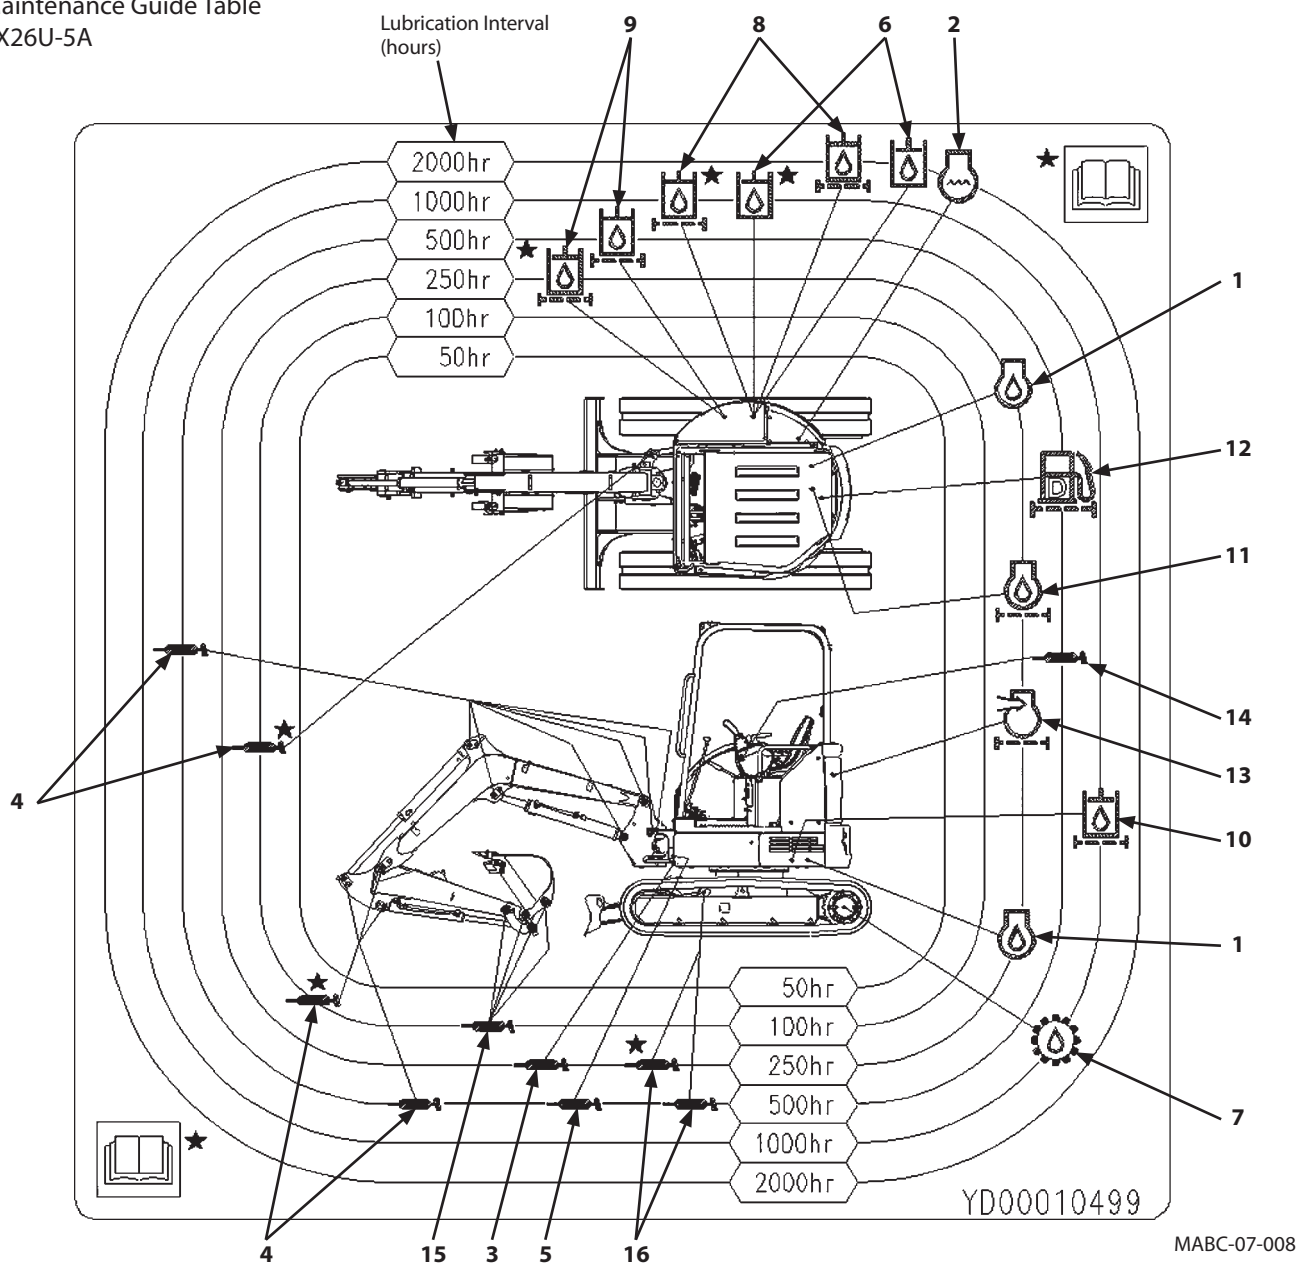 aintenance Guide Table
X26U-5A
Lubrication Interval
(hours)
9
8
6
2
2000hr
1000hr
500hr
250hr
100hr
50hr
1
12
D
11
14
4
13
10
1
50hr
100hr
250hr
500hr
1000hr
2000hr
7
YD00010499
4
15
3
5
16
MABC-07-008